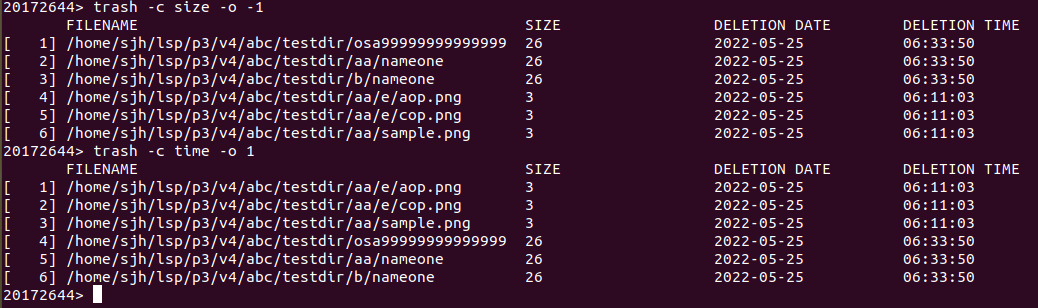 20172644> trash -c size -o -1
FILENAME SIZE DELETION DATE DELETION TIME
[ 1] /home/sjh/lsp/p3/v4/abc/testdir/osa99999999999999 26 2022-05-25 06:33:50
[ 2] /home/sjh/lsp/p3/v4/abc/testdir/aa/nameone 26 2022-05-25 06:33:50
[ 3] /home/sjh/lsp/p3/v4/abc/testdir/b/nameone 26 2022-05-25 06:33:50
[ 4] /home/sjh/lsp/p3/v4/abc/testdir/aa/e/aop.png 3 2022-05-25 06:11:03
[ 5] /home/sjh/lsp/p3/v4/abc/testdir/aa/e/cop.png 3 2022-05-25 06:11:03
[ 6] /home/sjh/lsp/p3/v4/abc/testdir/aa/sample.png 3 2022-05-25 06:11:03
20172644> trash -c time -o 1
FILENAME SIZE DELETION DATE DELETION TIME
[ 1] /home/sjh/lsp/p3/v4/abc/testdir/aa/e/aop.png 3 2022-05-25 06:11:03
[ 2] /home/sjh/lsp/p3/v4/abc/testdir/aa/e/cop.png 3 2022-05-25 06:11:03
[ 3] /home/sjh/lsp/p3/v4/abc/testdir/aa/sample.png 3 2022-05-25 06:11:03
[ 4] /home/sjh/lsp/p3/v4/abc/testdir/osa99999999999999 26 2022-05-25 06:33:50
[ 5] /home/sjh/lsp/p3/v4/abc/testdir/aa/nameone 26 2022-05-25 06:33:50
[ 6] /home/sjh/lsp/p3/v4/abc/testdir/b/nameone 26 2022-05-25 06:33:50
20172644>